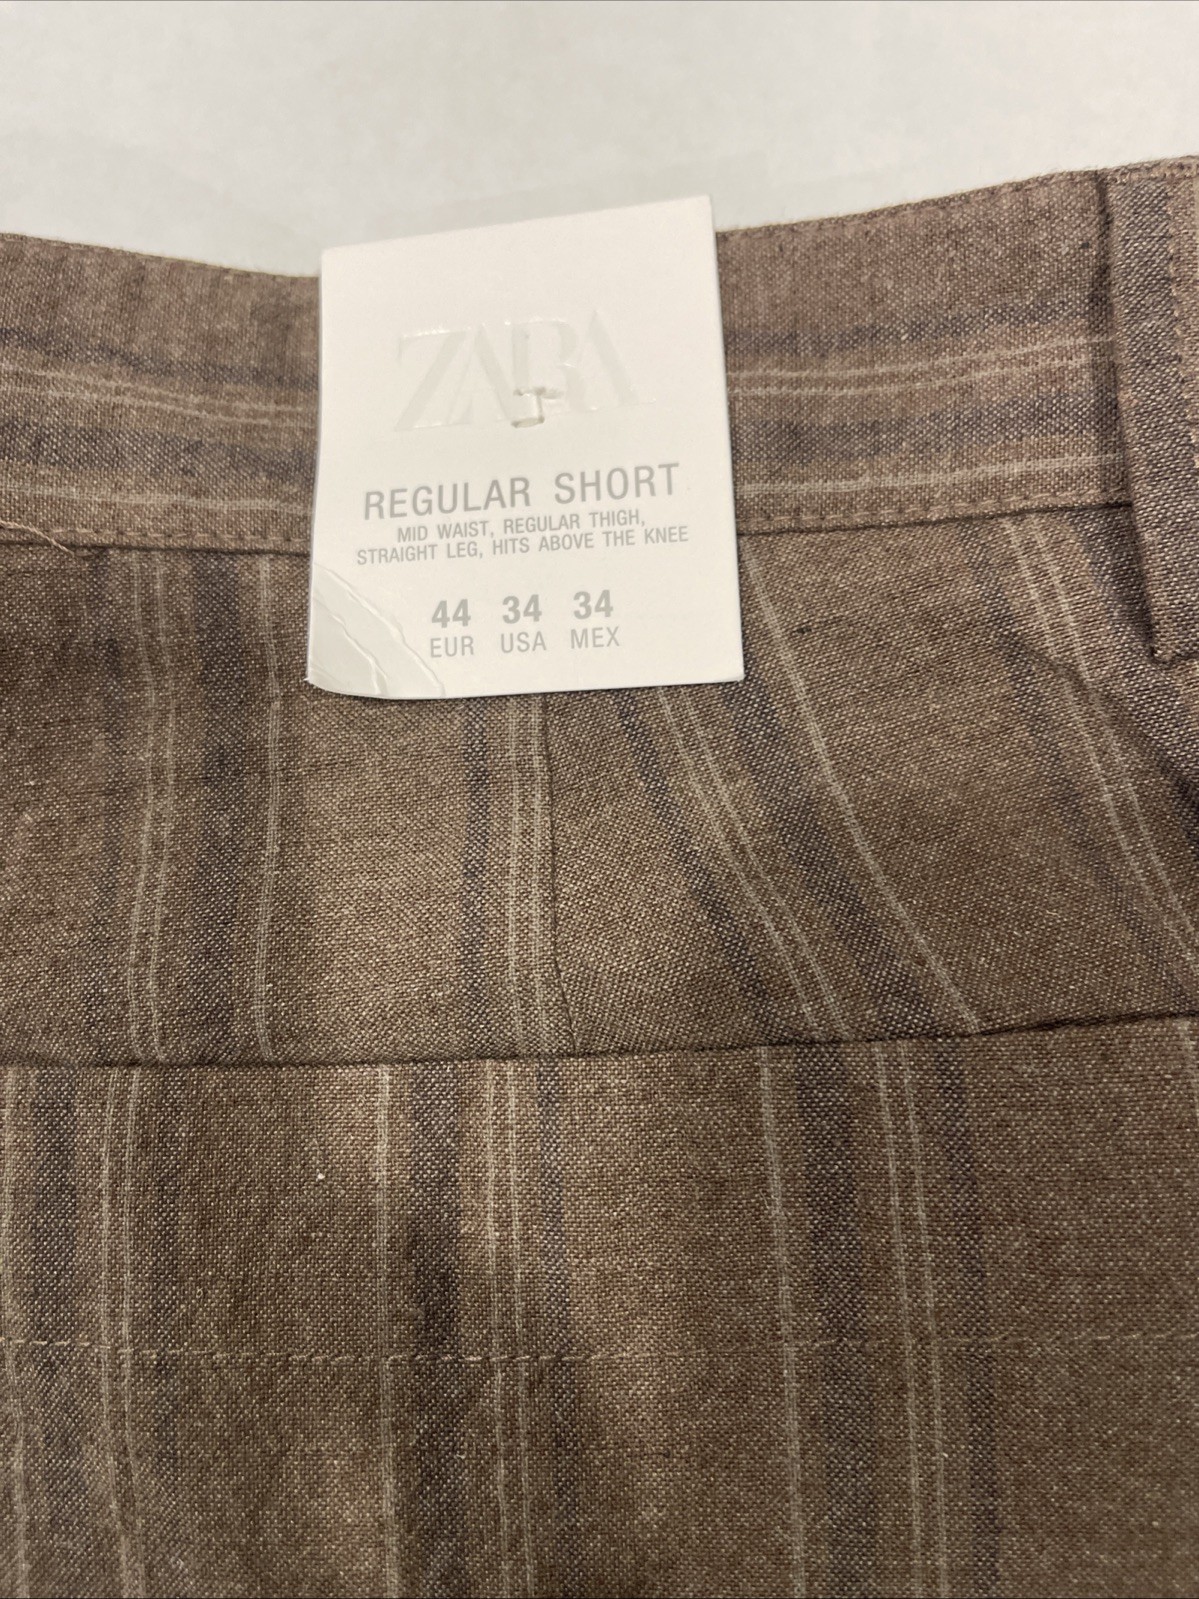 ZARA
REGULAR SHORT
MID WAIST, REGULAR THIGH,
STRAIGHT LEG, HITS ABOVE THE KNEE
44 34 34
EUR USA MEX